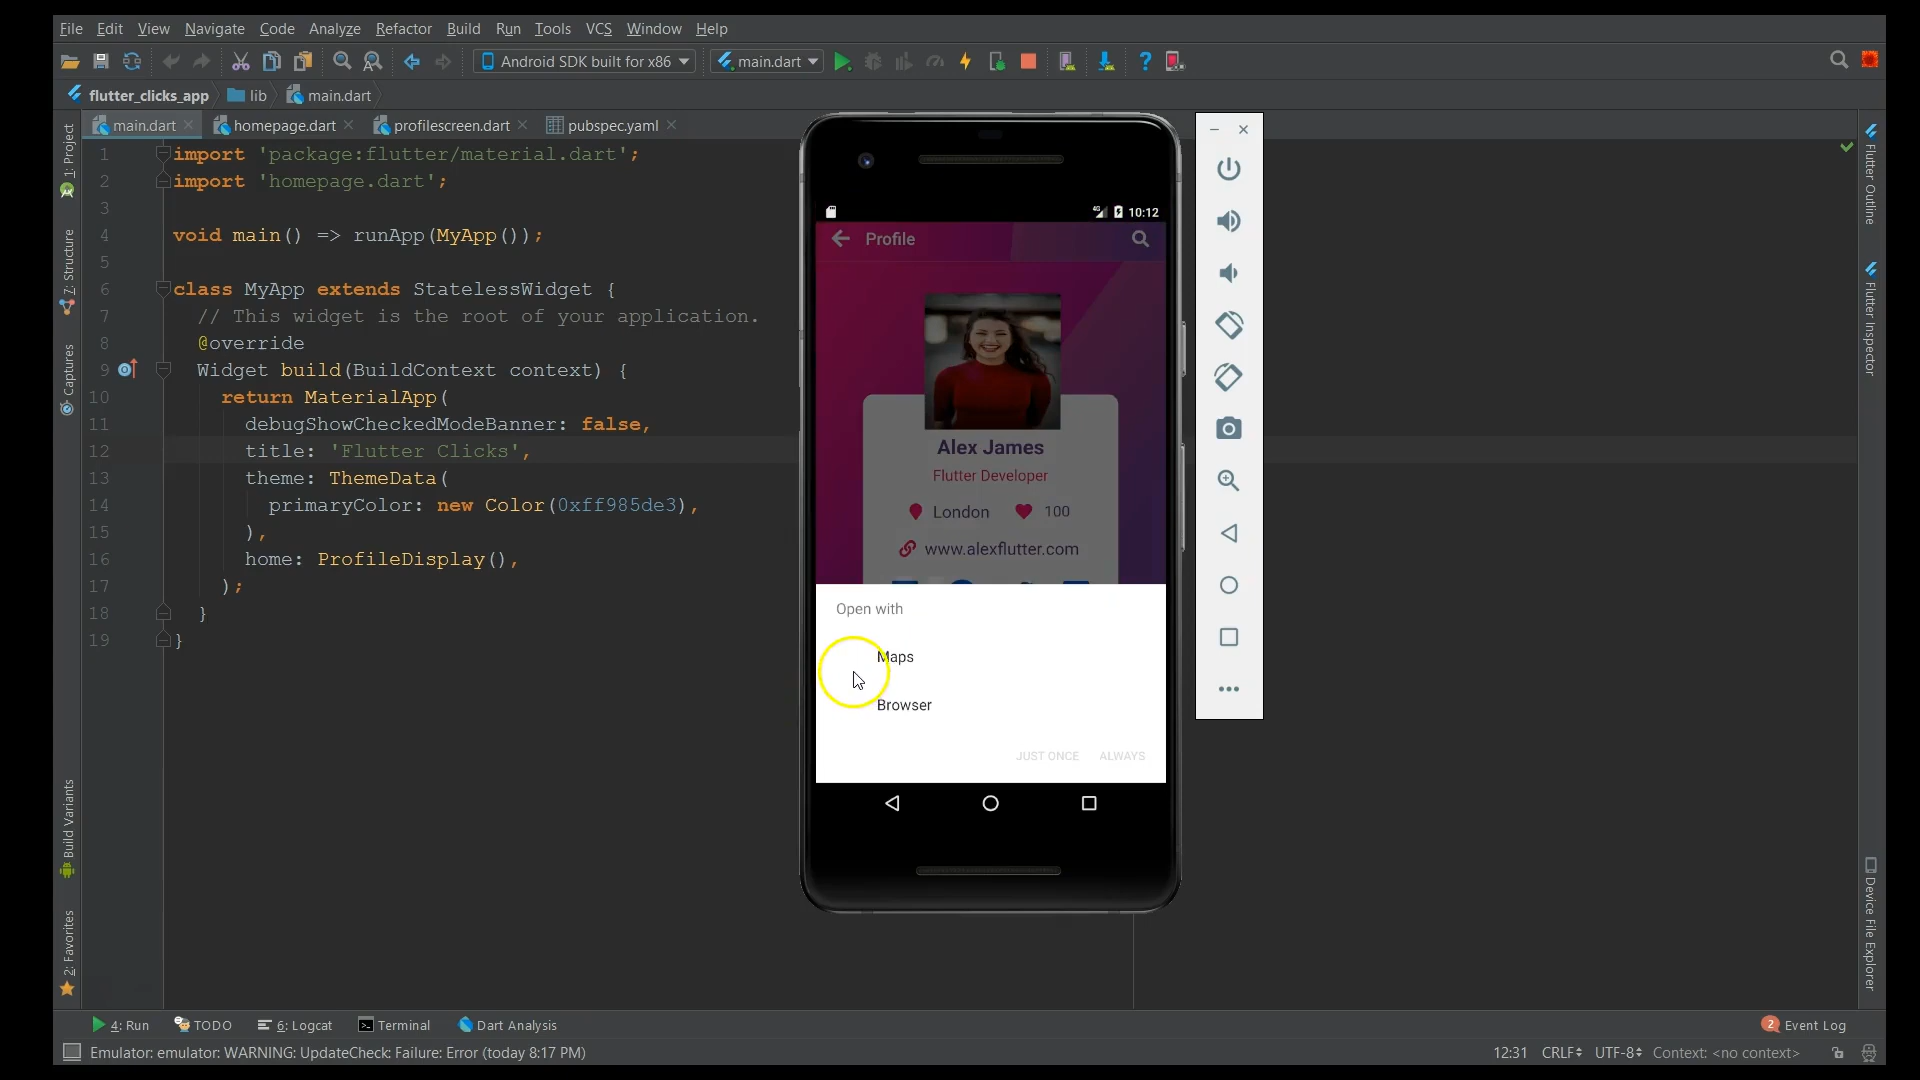 File Edit View Navigate Code Analyze Refactor Build Run Tools VCS Window Help
Android SDK built for x86 main.dart
flutter_clicks_app lib main.dart
main.dart homepage.dart profilescreen.dart pubspec.yaml
1: Project
7: Structure
Captures
Build Variants
2: Favorites
1 import 'package:flutter/material.dart';
2 import 'homepage.dart';
3
4 void main() => runApp(MyApp());
5
6 class MyApp extends StatelessWidget {
7 // This widget is the root of your application.
8 @override
9 Widget build(BuildContext context) {
10 return MaterialApp(
11 debugShowCheckedModeBanner: false,
12 title: 'Flutter Clicks',
13 theme: ThemeData(
14 primaryColor: new Color(0xff985de3),
15 ),
16 home: ProfileDisplay(),
17 );
18 }
19 }
4G 10:12
Profile
Alex James
Flutter Developer
London 100
www.alexflutter.com
Open with
Maps
Browser
JUST ONCE ALWAYS
Flutter Outline
Flutter Inspector
Device File Explorer
4: Run TODO 6: Logcat Terminal Dart Analysis 2 Event Log
Emulator: emulator: WARNING: UpdateCheck: Failure: Error (today 8:17 PM) 12:31 CRLF UTF-8 Context: <no context>